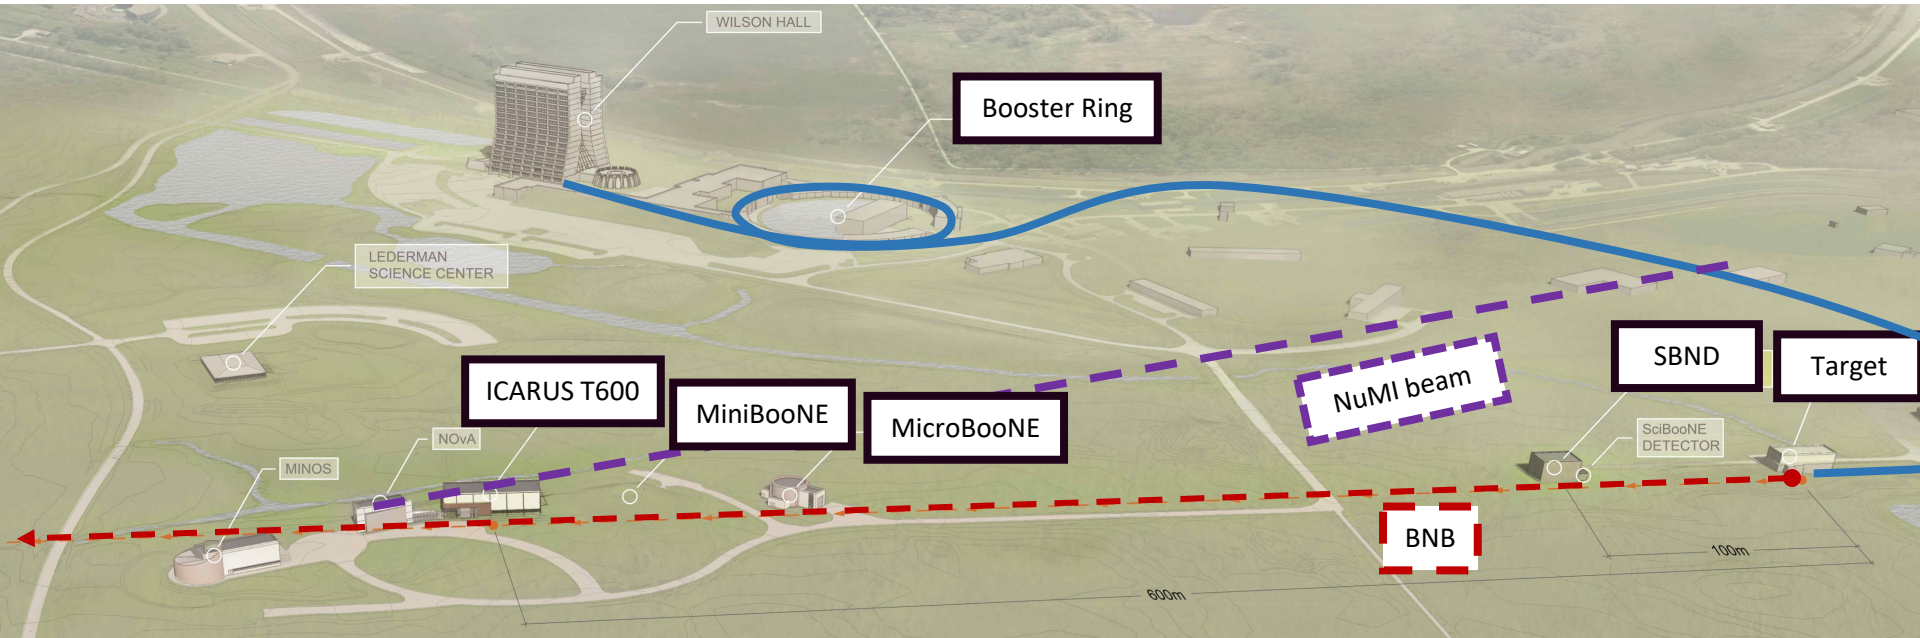 WILSON HALL
Booster Ring
LEDERMAN
SCIENCE CENTER
ICARUS T600
MiniBooNE
MicroBooNE
NuMI beam
SBND
Target
NOvA
MINOS
SciBooNE
DETECTOR
BNB
100m
600m